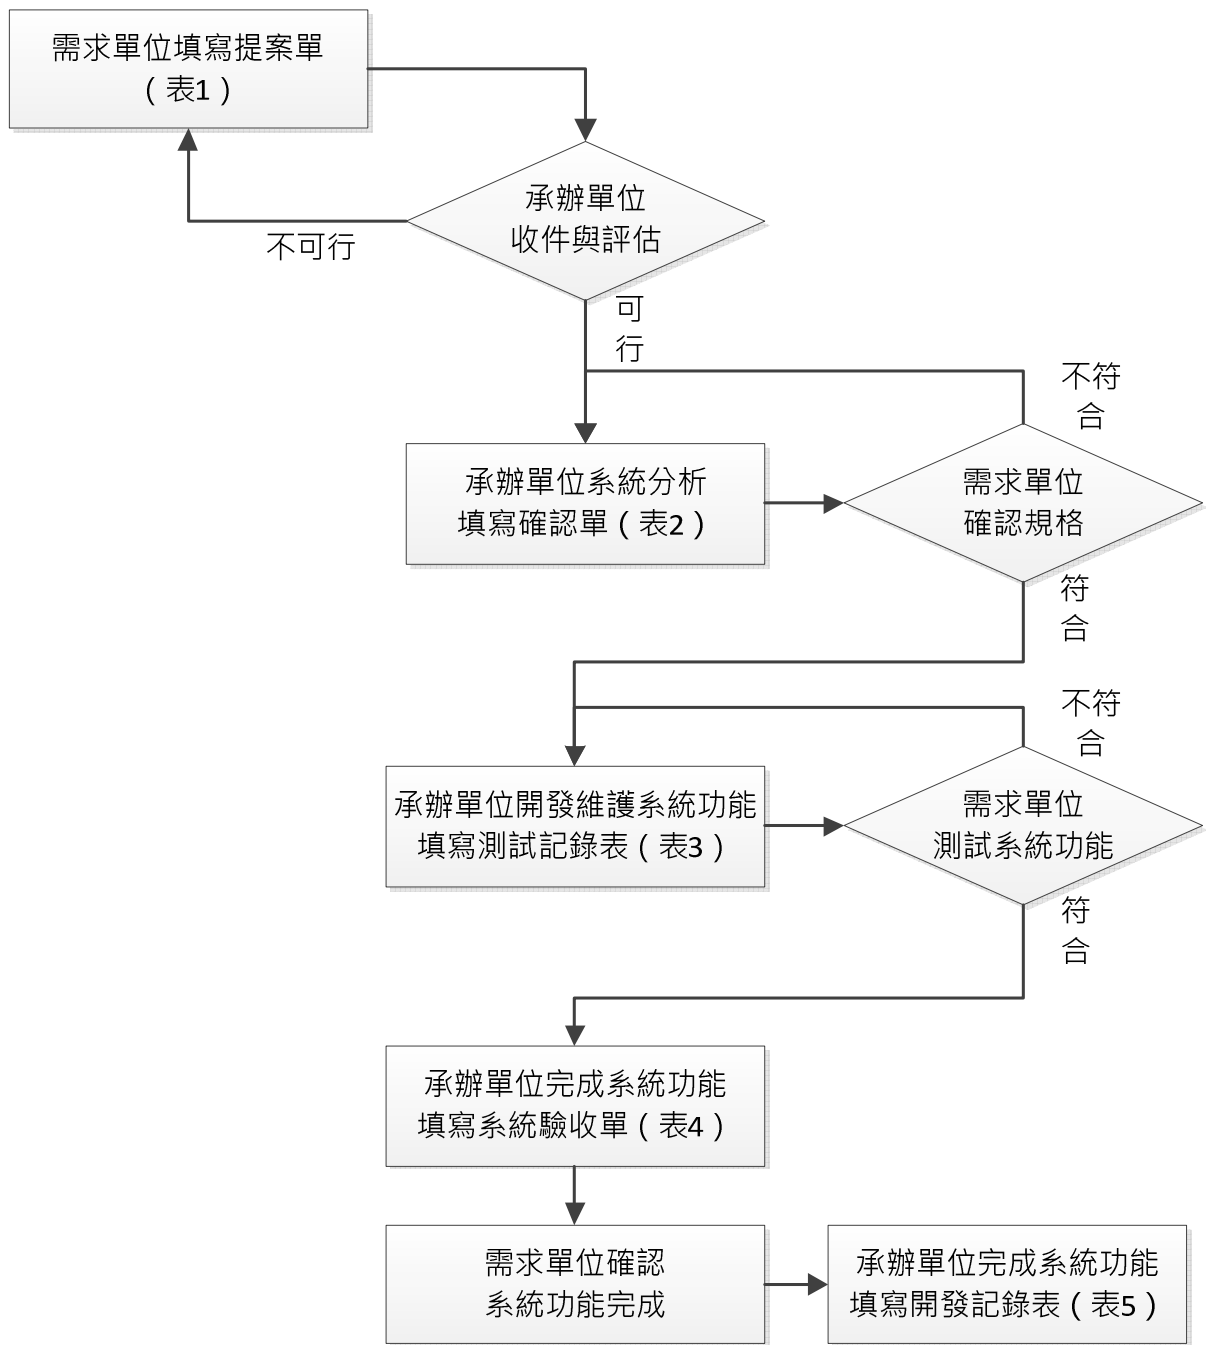 需求單位填寫提案單
（表1）
承辦單位
收件與評估
不可行
可
行
不符
合
承辦單位系統分析
填寫確認單（表2）
需求單位
確認規格
符
合
不符
合
承辦單位開發維護系統功能
填寫測試記錄表（表3）
需求單位
測試系統功能
符
合
承辦單位完成系統功能
填寫系統驗收單（表4）
需求單位確認
系統功能完成
承辦單位完成系統功能
填寫開發記錄表（表5）